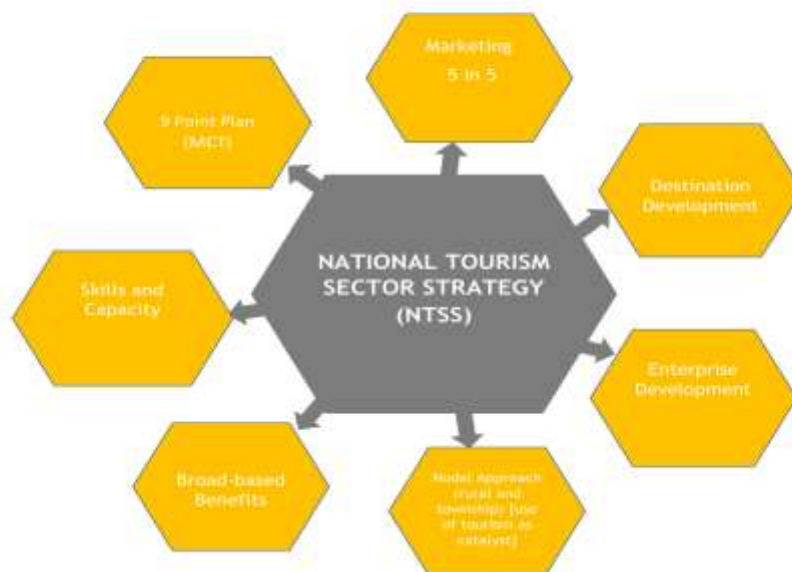 Marketing
5 in 5
9 Point Plan
(MCT)
Destination
Development
NATIONAL TOURISM
SECTOR STRATEGY
(NTSS)
Skills and
Capacity
Enterprise
Development
Broad-based
Benefits
Nodal Approach
(rural and
township) [use
of tourism as
catalyst]